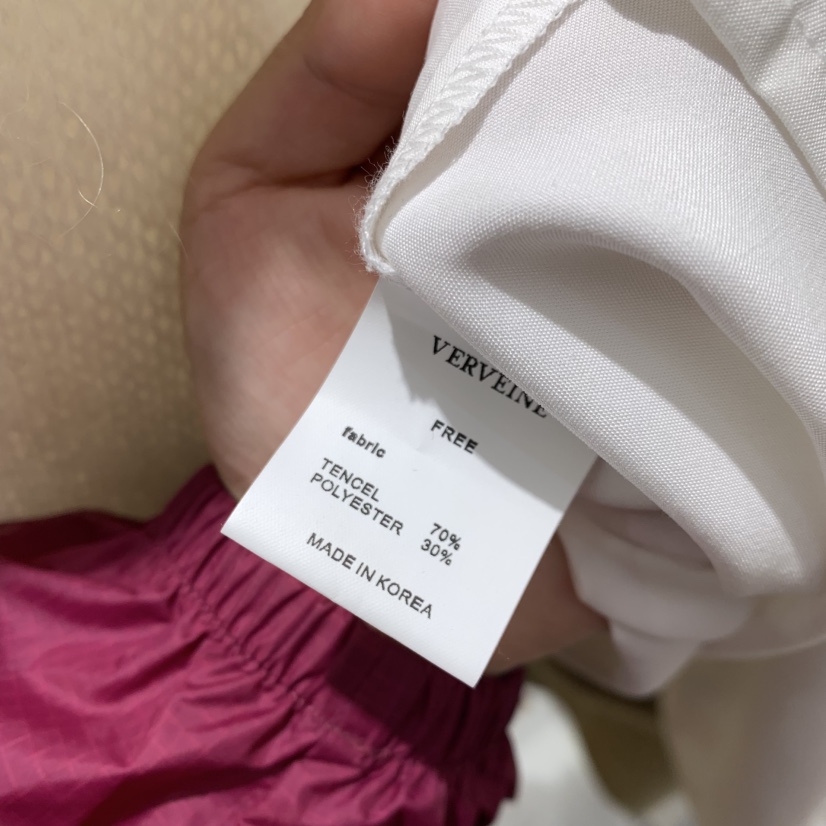 VERVEINE
FREE
fabric
TENCEL 70%
POLYESTER 30%
MADE IN KOREA